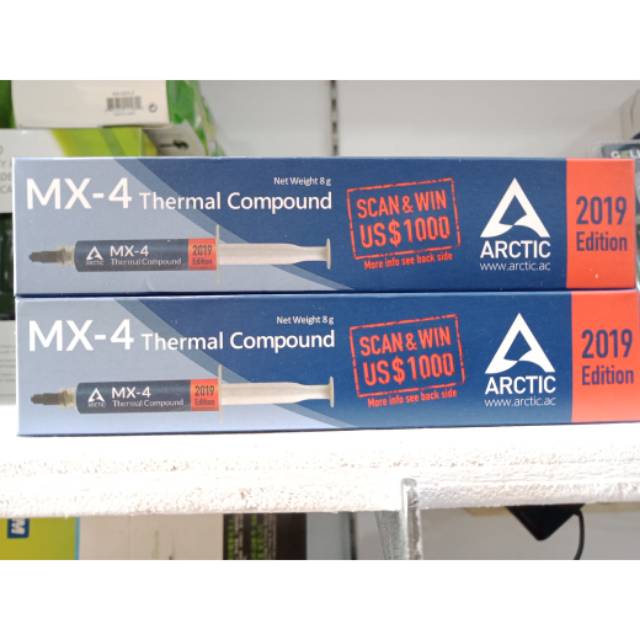 Net Weight 8 g
MX-4 Thermal Compound
MX-4
Thermal Compound
ARCTIC
2019
Edition
SCAN & WIN
US$1000
More info see back side
ARCTIC
www.arctic.ac
2019
Edition
Net Weight 8 g
MX-4 Thermal Compound
MX-4
Thermal Compound
ARCTIC
2019
Edition
SCAN & WIN
US$1000
More info see back side
ARCTIC
www.arctic.ac
2019
Edition